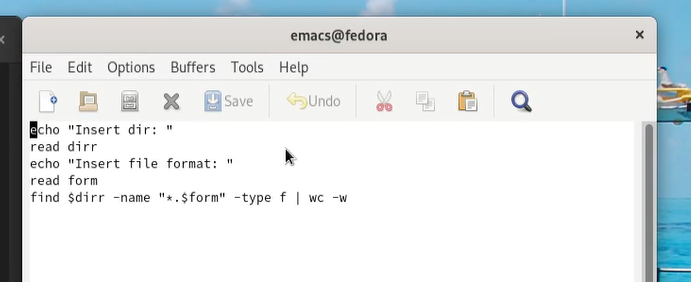 emacs@fedora
File Edit Options Buffers Tools Help
Save Undo
echo "Insert dir: "
read dirr
echo "Insert file format: "
read form
find $dirr -name "*.$form" -type f | wc -w